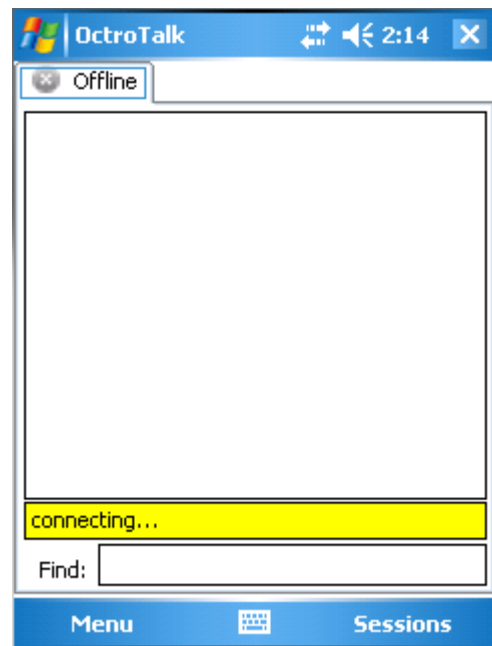 OctroTalk 2:14
Offline
connecting...
Find:
Menu Sessions